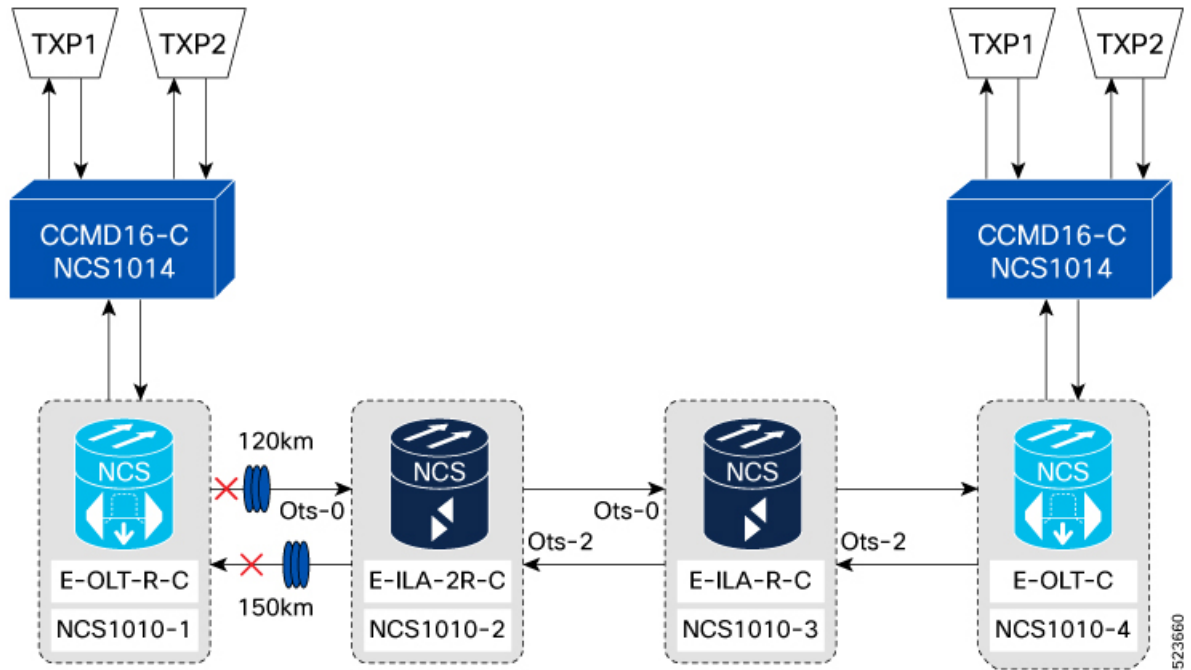 TXP1
TXP2
TXP1
TXP2
CCMD16-C
NCS1014
CCMD16-C
NCS1014
120km
NCS
NCS
NCS
NCS
Ots-0
Ots-0
Ots-2
Ots-2
E-OLT-R-C
150km
E-ILA-2R-C
E-ILA-R-C
E-OLT-C
NCS1010-1
NCS1010-2
NCS1010-3
NCS1010-4
523660